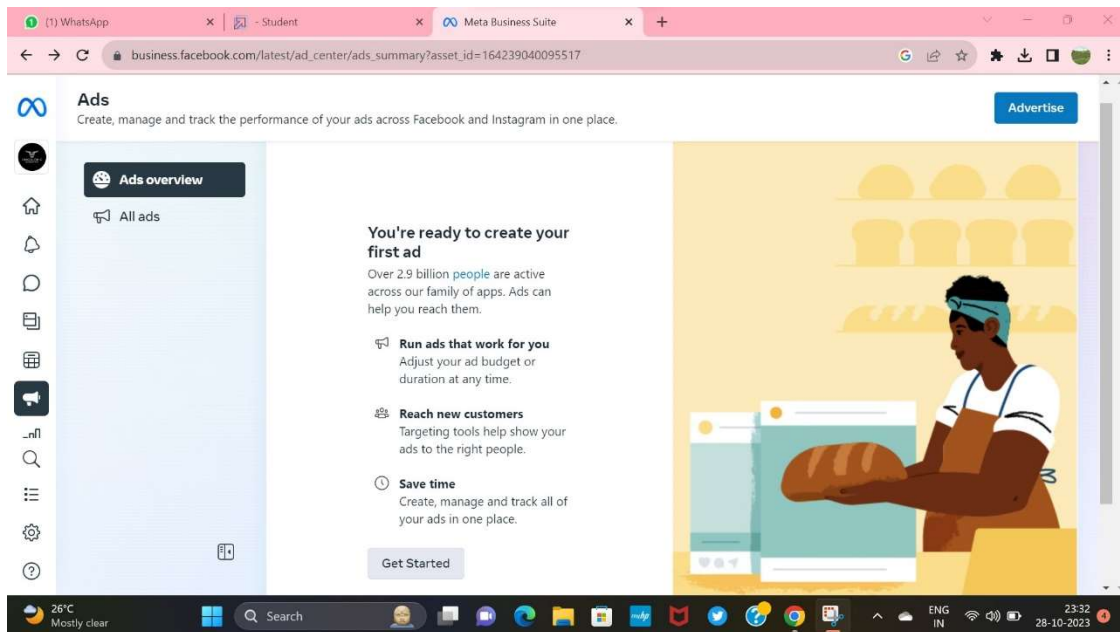 (1) WhatsApp
- Student
Meta Business Suite
business.facebook.com/latest/ad_center/ads_summary?asset_id=164239040095517
Ads
Create, manage and track the performance of your ads across Facebook and Instagram in one place.
Advertise
Ads overview
All ads
You're ready to create your
first ad
Over 2.9 billion people are active
across our family of apps. Ads can
help you reach them.
Run ads that work for you
Adjust your ad budget or
duration at any time.
Reach new customers
Targeting tools help show your
ads to the right people.
Save time
Create, manage and track all of
your ads in one place.
Get Started
26°C
Mostly clear
Search
myhp
ENG
IN
23:32
28-10-2023
4